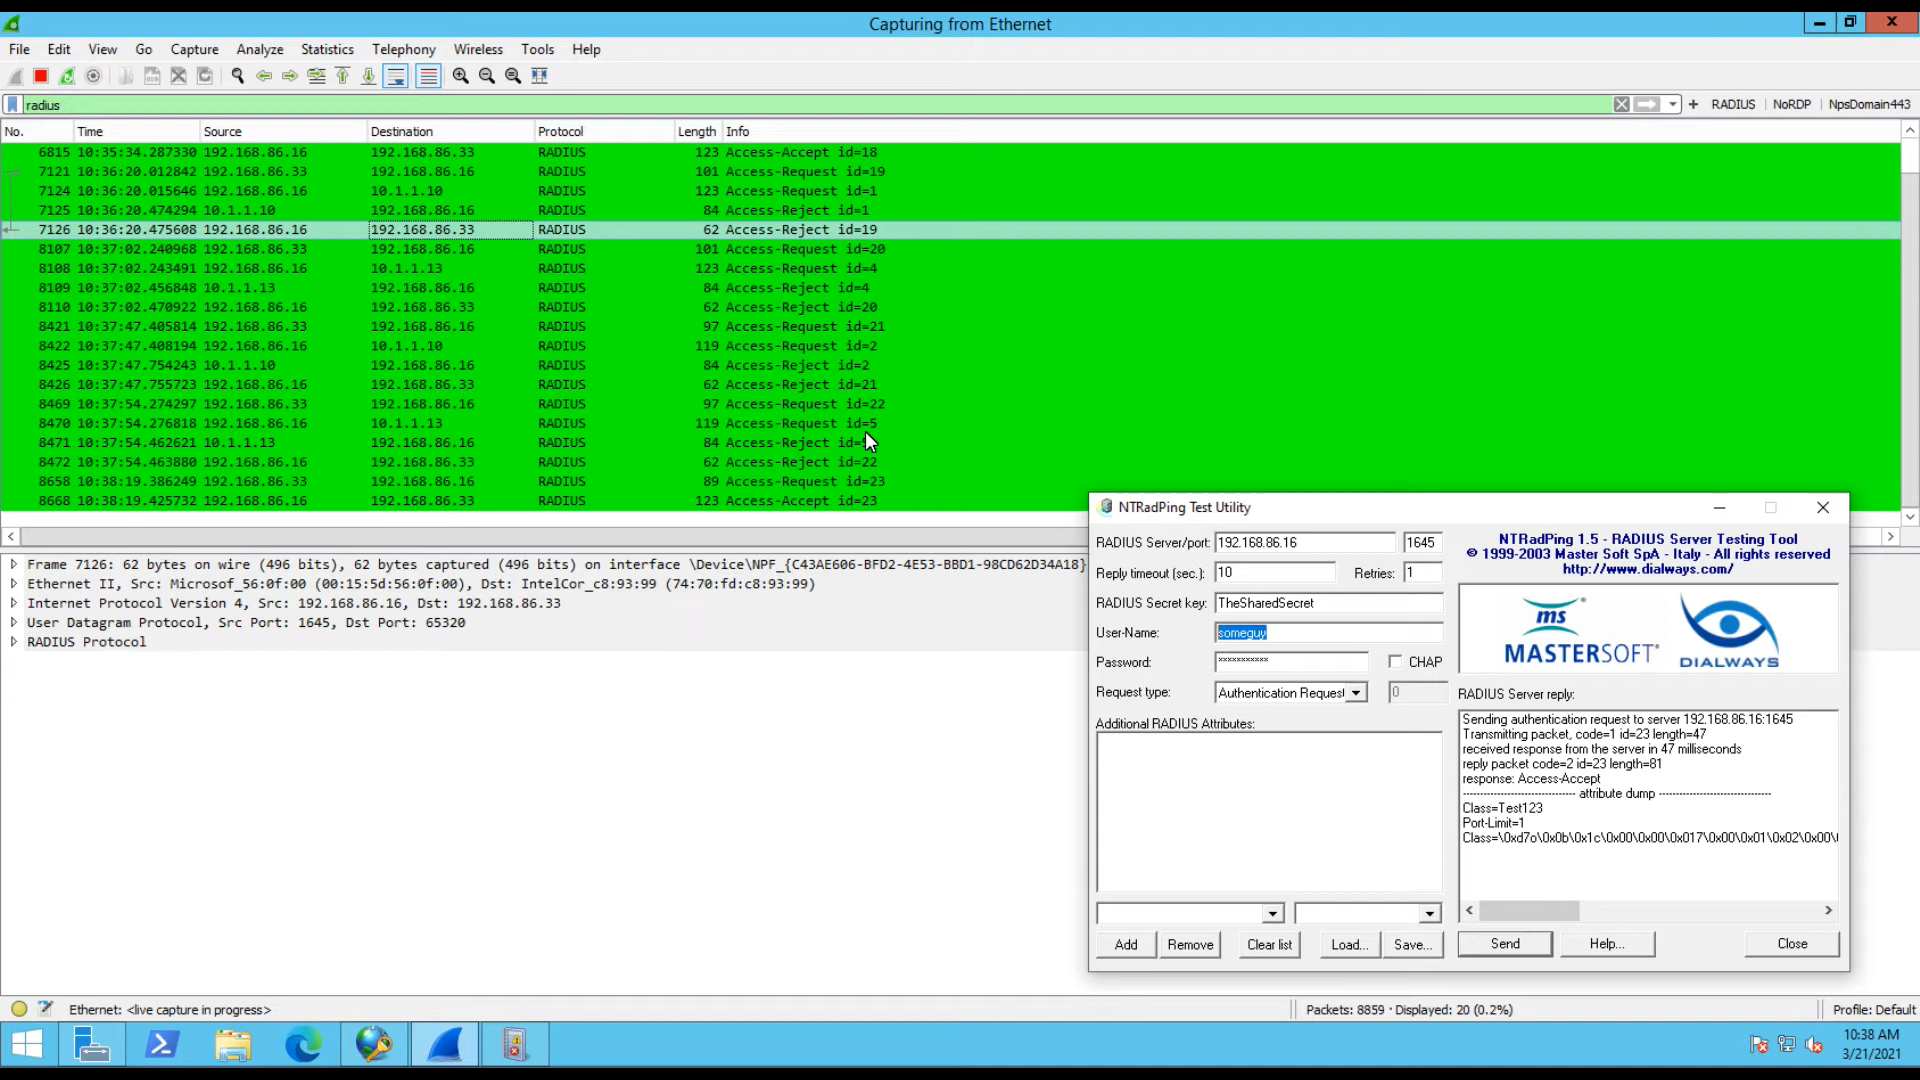 Capturing from Ethernet
File Edit View Go Capture Analyze Statistics Telephony Wireless Tools Help
radius
+ RADIUS NoRDP NpsDomain443
No. Time Source Destination Protocol Length Info
6815 10:35:34.287330 192.168.86.16 192.168.86.33 RADIUS 123 Access-Accept id=18
7121 10:36:20.012842 192.168.86.33 192.168.86.16 RADIUS 101 Access-Request id=19
7124 10:36:20.015646 192.168.86.16 10.1.1.10 RADIUS 123 Access-Request id=1
7125 10:36:20.474294 10.1.1.10 192.168.86.16 RADIUS 84 Access-Reject id=1
7126 10:36:20.475608 192.168.86.16 192.168.86.33 RADIUS 62 Access-Reject id=19
8107 10:37:02.240968 192.168.86.33 192.168.86.16 RADIUS 101 Access-Request id=20
8108 10:37:02.243491 192.168.86.16 10.1.1.13 RADIUS 123 Access-Request id=4
8109 10:37:02.456848 10.1.1.13 192.168.86.16 RADIUS 84 Access-Reject id=4
8110 10:37:02.470922 192.168.86.16 192.168.86.33 RADIUS 62 Access-Reject id=20
8421 10:37:47.405814 192.168.86.33 192.168.86.16 RADIUS 97 Access-Request id=21
8422 10:37:47.408194 192.168.86.16 10.1.1.10 RADIUS 119 Access-Request id=2
8425 10:37:47.754243 10.1.1.10 192.168.86.16 RADIUS 84 Access-Reject id=2
8426 10:37:47.755723 192.168.86.16 192.168.86.33 RADIUS 62 Access-Reject id=21
8469 10:37:54.274297 192.168.86.33 192.168.86.16 RADIUS 97 Access-Request id=22
8470 10:37:54.276818 192.168.86.16 10.1.1.13 RADIUS 119 Access-Request id=5
8471 10:37:54.462621 10.1.1.13 192.168.86.16 RADIUS 84 Access-Reject id=
8472 10:37:54.463880 192.168.86.16 192.168.86.33 RADIUS 62 Access-Reject id=22
8658 10:38:19.386249 192.168.86.33 192.168.86.16 RADIUS 89 Access-Request id=23
8668 10:38:19.425732 192.168.86.16 192.168.86.33 RADIUS 123 Access-Accept id=23
Frame 7126: 62 bytes on wire (496 bits), 62 bytes captured (496 bits) on interface \Device\NPF_{C43AE606-BFD2-4E53-BBD1-98CD62D34A18}
Ethernet II, Src: Microsof_56:0f:00 (00:15:5d:56:0f:00), Dst: IntelCor_c8:93:99 (74:70:fd:c8:93:99)
Internet Protocol Version 4, Src: 192.168.86.16, Dst: 192.168.86.33
User Datagram Protocol, Src Port: 1645, Dst Port: 65320
RADIUS Protocol
NTRadPing Test Utility
RADIUS Server/port: 192.168.86.16 1645
Reply timeout (sec.): 10 Retries: 1
RADIUS Secret key: TheSharedSecret
User-Name: someguy
Password: *********** CHAP
Request type: Authentication Request 0
Additional RADIUS Attributes:
Add Remove Clear list Load... Save...
NTRadPing 1.5 - RADIUS Server Testing Tool
© 1999-2003 Master Soft SpA - Italy - All rights reserved
http://www.dialways.com/
ms
MASTERSOFT
DIALWAYS
RADIUS Server reply:
Sending authentication request to server 192.168.86.16:1645
Transmitting packet, code=1 id=23 length=47
received response from the server in 47 milliseconds
reply packet code=2 id=23 length=81
response: Access-Accept
------------------------------ attribute dump ------------------------------
Class=Test123
Port-Limit=1
Class=\0xd7o\0x0b\0x1c\0x00\0x00\0x017\0x00\0x01\0x02\0x00\
Send Help... Close
Ethernet: <live capture in progress>
Packets: 8859 · Displayed: 20 (0.2%)
Profile: Default
10:38 AM
3/21/2021